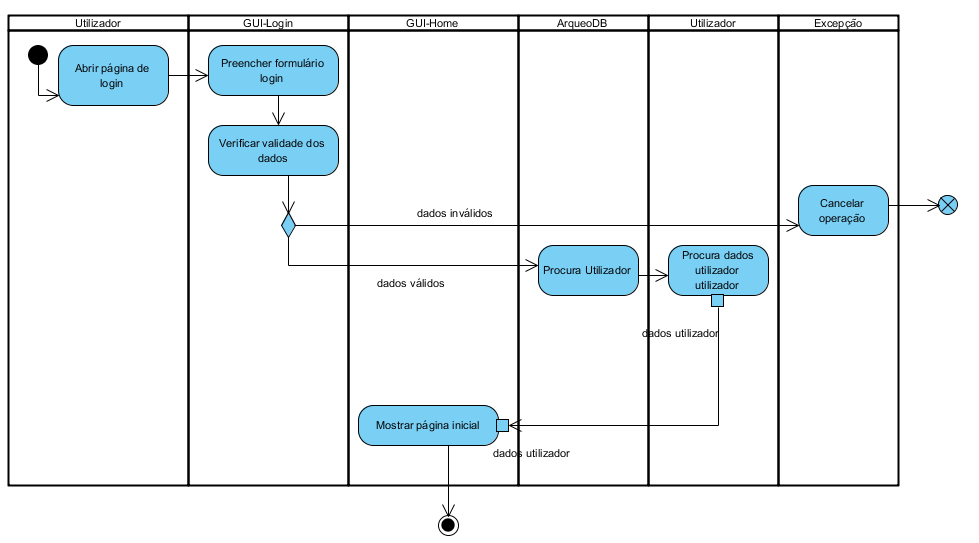 Utilizador
GUI-Login
GUI-Home
ArqueoDB
Utilizador
Excepção
Abrir página de
login
Preencher formulário
login
Verificar validade dos
dados
dados inválidos
Cancelar
operação
dados válidos
Procura Utilizador
Procura dados
utilizador
utilizador
dados utilizador
Mostrar página inicial
dados utilizador